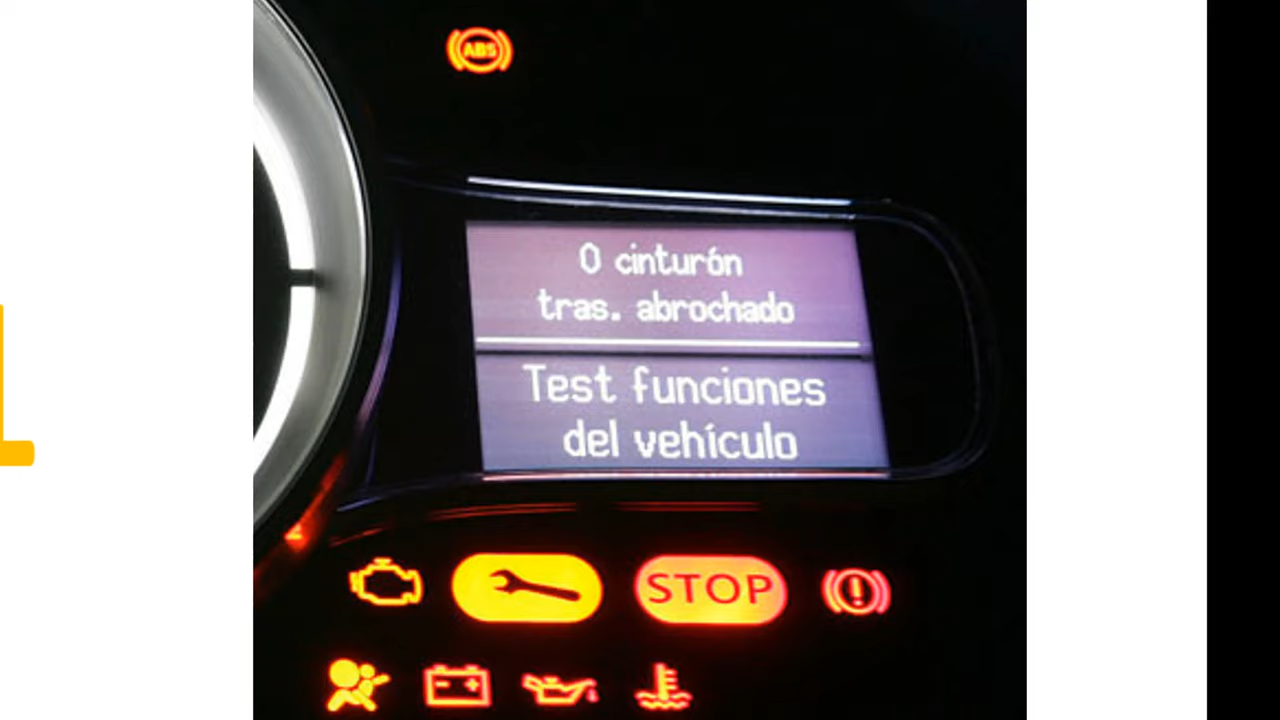 ABS
0 cinturón
tras. abrochado
Test funciones
del vehículo
STOP